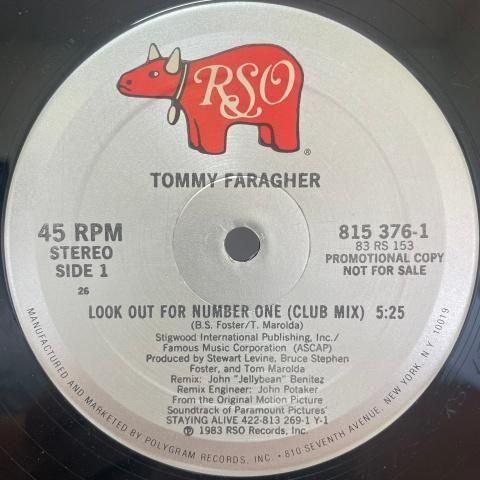 RSO
®
TOMMY FARAGHER
45 RPM
STEREO
SIDE 1
26
815 376-1
83 RS 153
PROMOTIONAL COPY
NOT FOR SALE
LOOK OUT FOR NUMBER ONE (CLUB MIX) 5:25
(B.S. Foster/T. Marolda)
Stigwood International Publishing, Inc./
Famous Music Corporation (ASCAP)
Produced by Stewart Levine, Bruce Stephen
Foster, and Tom Marolda
Remix: John "Jellybean" Benitez
Remix Engineer: John Potaker
From the Original Motion Picture
Soundtrack of Paramount Pictures'
STAYING ALIVE 422-813 269-1 Y-1
℗ 1983 RSO Records, Inc.
MANUFACTURED AND MARKETED BY POLYGRAM RECORDS, INC. • 810 SEVENTH AVENUE, NEW YORK, N.Y. 10019